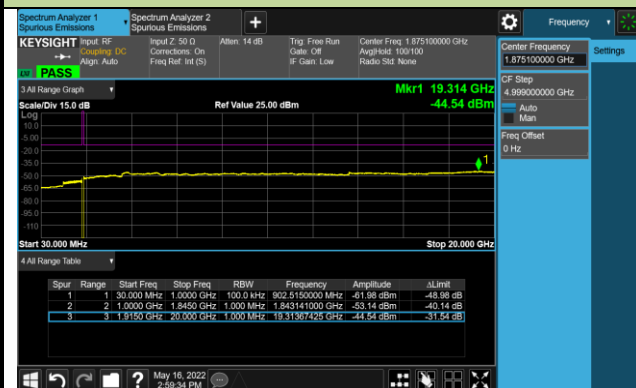 Spectrum Analyzer 1
Spurious Emissions
Spectrum Analyzer 2
Spurious Emissions
+
Frequency
KEYSIGHT
Input: RF
Coupling: DC
Align: Auto
Input Z: 50 Ω
Corrections: On
Freq Ref: Int (S)
Atten: 14 dB
Trig: Free Run
Gate: Off
IF Gain: Low
Center Freq: 1.875100000 GHz
Avg|Hold: 100/100
Radio Std: None
PASS
Center Frequency
1.875100000 GHz
Settings
CF Step
4.999000000 GHz
Auto
Man
Freq Offset
0 Hz
3 All Range Graph
Mkr1 19.314 GHz
-44.54 dBm
Scale/Div 15.0 dB
Ref Value 25.00 dBm
Log
10.0
-5.00
-20.0
-35.0
-50.0
-65.0
-80.0
-95.0
-110
1
Start 30.000 MHz
Stop 20.000 GHz
4 All Range Table
Spur Range Start Freq Stop Freq RBW Frequency Amplitude ΔLimit
1 1 30.000 MHz 1.0000 GHz 100.0 kHz 902.5150000 MHz -61.98 dBm -48.98 dB
2 2 1.0000 GHz 1.8450 GHz 1.000 MHz 1.843141000 GHz -53.14 dBm -40.14 dB
3 3 1.9150 GHz 20.000 GHz 1.000 MHz 19.31367425 GHz -44.54 dBm -31.54 dB
?
May 16, 2022
2:59:34 PM